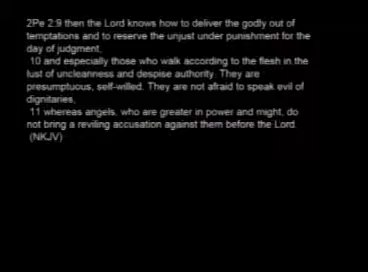 2Pe 2:9 then the Lord knows how to deliver the godly out of
temptations and to reserve the unjust under punishment for the
day of judgment,
10 and especially those who walk according to the flesh in the
lust of uncleanness and despise authority. They are
presumptuous, self-willed. They are not afraid to speak evil of
dignitaries,
11 whereas angels, who are greater in power and might, do
not bring a reviling accusation against them before the Lord.
(NKJV)